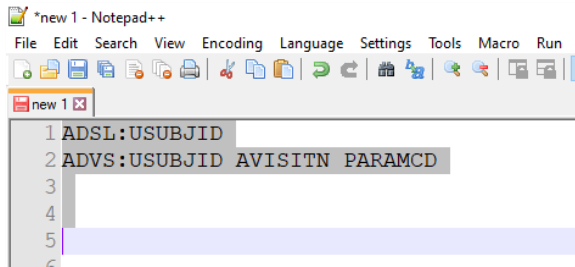 *new 1 - Notepad++
File Edit Search View Encoding Language Settings Tools Macro Run
new 1
1 ADSL:USUBJID
2 ADVS:USUBJID AVISITN PARAMCD
3
4
5
6